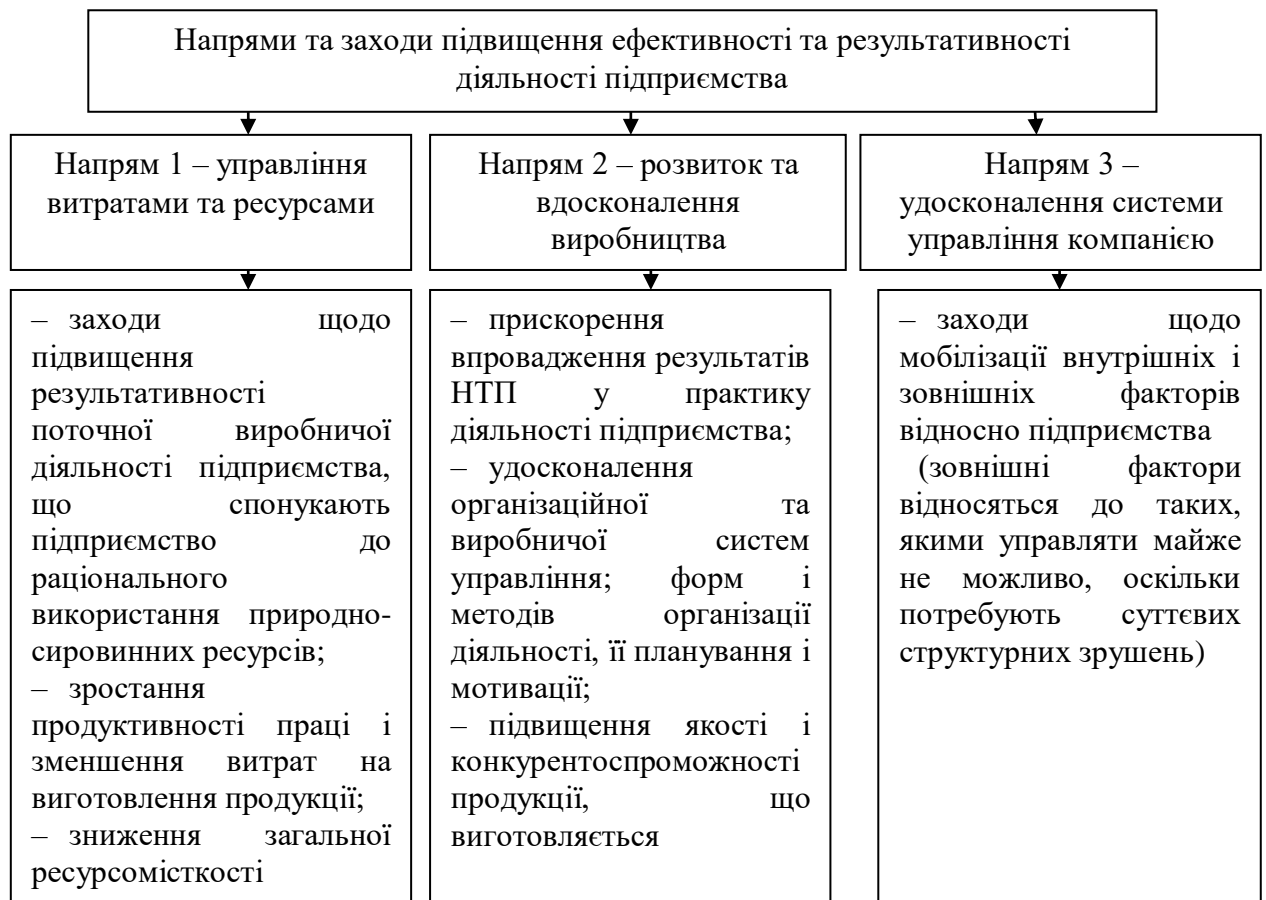 Напрями та заходи підвищення ефективності та результативності
діяльності підприємства
Напрям 1 – управління
витратами та ресурсами
Напрям 2 – розвиток та
вдосконалення
виробництва
Напрям 3 –
удосконалення системи
управління компанією
– заходи щодо
підвищення
результативності
поточної виробничої
діяльності підприємства,
що спонукають
підприємство до
раціонального
використання природно-
сировинних ресурсів;
– зростання
продуктивності праці і
зменшення витрат на
виготовлення продукції;
– зниження загальної
ресурсомісткості
– прискорення
впровадження результатів
НТП у практику
діяльності підприємства;
– удосконалення
організаційної та
виробничої систем
управління; форм і
методів організації
діяльності, її планування і
мотивації;
– підвищення якості і
конкурентоспроможності
продукції, що
виготовляється
– заходи щодо
мобілізації внутрішніх і
зовнішніх факторів
відносно підприємства
(зовнішні фактори
відносяться до таких,
якими управляти майже
не можливо, оскільки
потребують суттєвих
структурних зрушень)